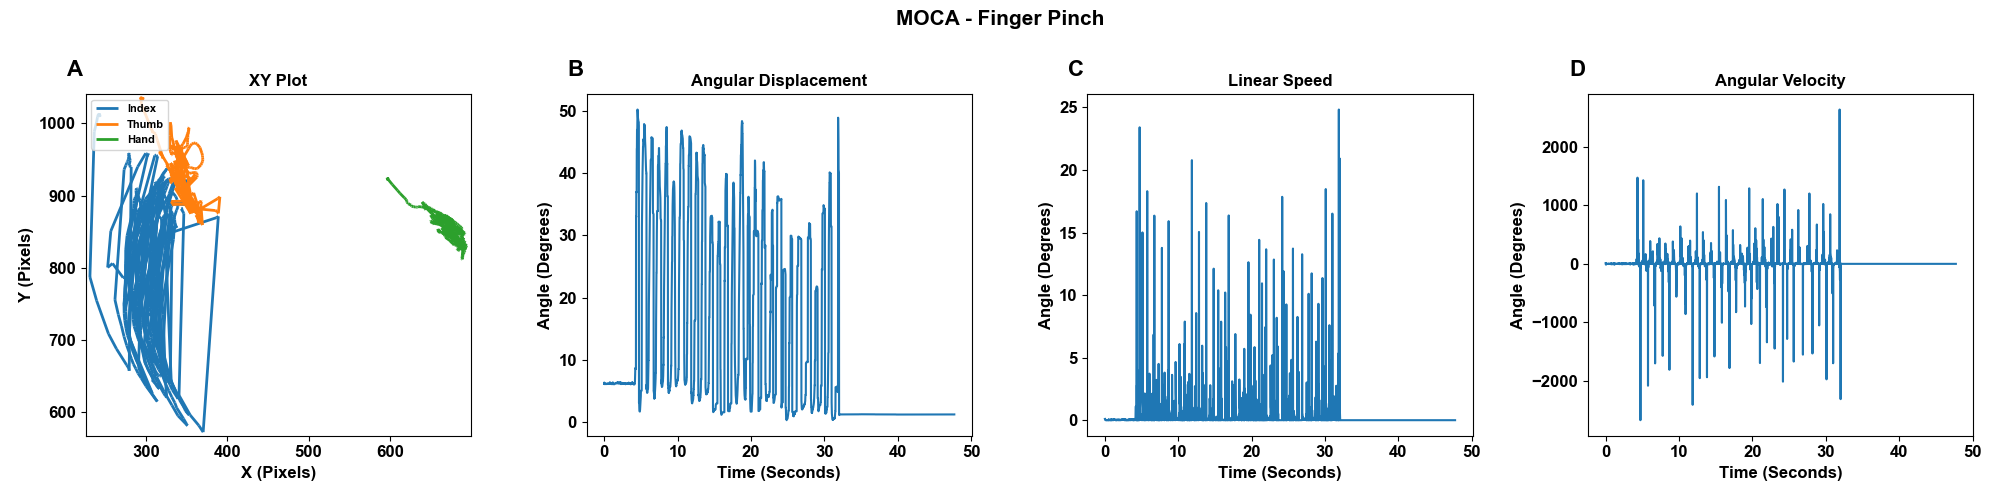 MOCA - Finger Pinch
A
XY Plot
Index
Thumb
Hand
1000
900
800
700
600
Y (Pixels)
300
400
500
600
X (Pixels)
B
Angular Displacement
50
40
30
20
10
0
Angle (Degrees)
0
10
20
30
40
50
Time (Seconds)
C
Linear Speed
25
20
15
10
5
0
Angle (Degrees)
0
10
20
30
40
50
Time (Seconds)
D
Angular Velocity
2000
1000
0
−1000
−2000
Angle (Degrees)
0
10
20
30
40
50
Time (Seconds)